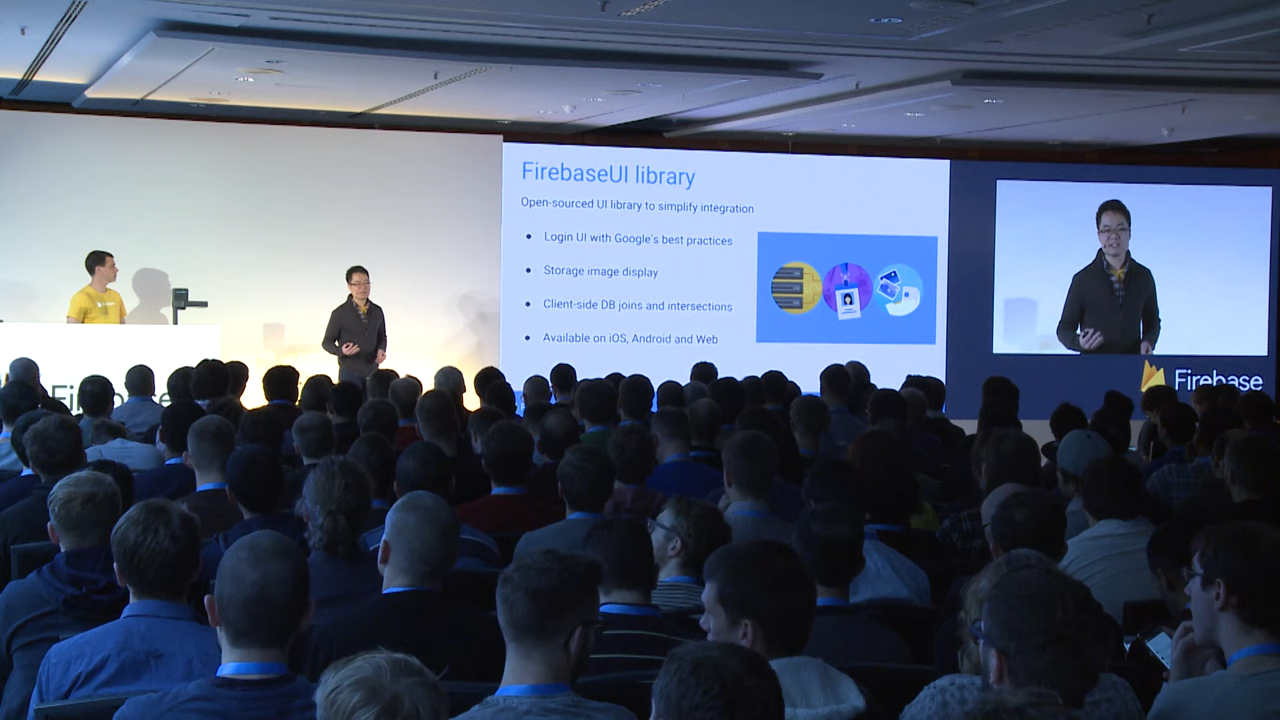 FirebaseUI library
Open-sourced UI library to simplify integration
● Login UI with Google's best practices
● Storage image display
● Client-side DB joins and intersections
● Available on iOS, Android and Web
Firebase